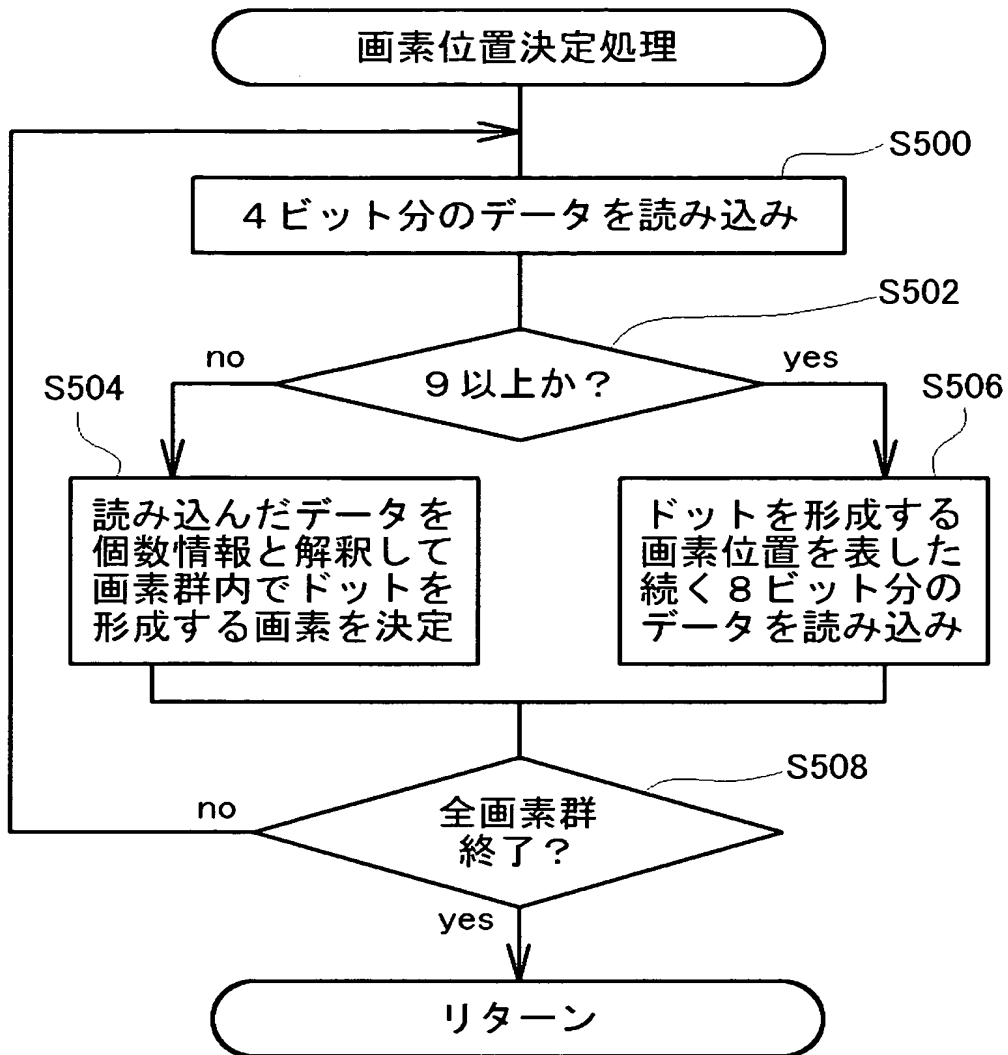 画素位置決定処理
S500
4ビット分のデータを読み込み
S502
no
9以上か?
yes
S504
S506
読み込んだデータを
個数情報と解釈して
画素群内でドットを
形成する画素を決定
ドットを形成する
画素位置を表した
続く8ビット分の
データを読み込み
S508
no
全画素群
終了?
yes
リターン